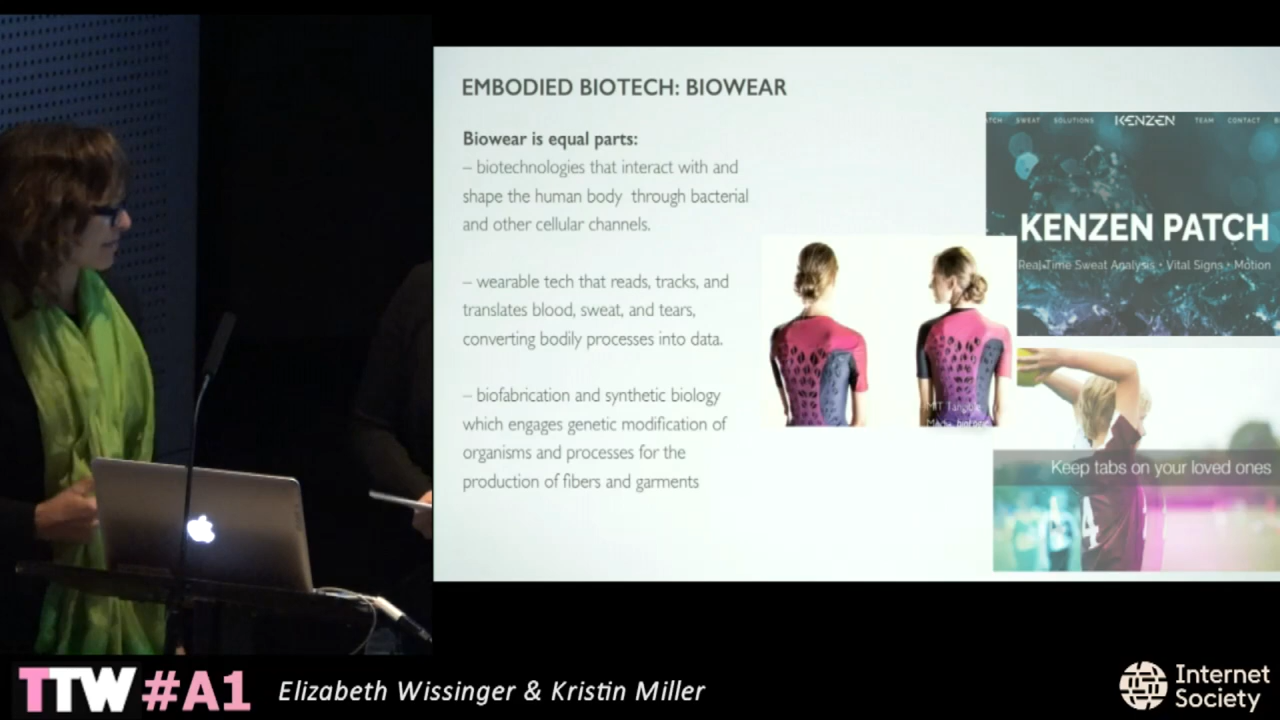 EMBODIED BIOTECH: BIOWEAR
Biowear is equal parts:
– biotechnologies that interact with and
shape the human body through bacterial
and other cellular channels.
– wearable tech that reads, tracks, and
translates blood, sweat, and tears,
converting bodily processes into data.
– biofabrication and synthetic biology
which engages genetic modification of
organisms and processes for the
production of fibers and garments
SWEAT SOLUTIONS KENZEN TEAM CONTACT
KENZEN PATCH
Real-Time Sweat Analysis • Vital Signs • Motion
MIT
Keep tabs on your loved ones
4
TTW#A1
Elizabeth Wissinger & Kristin Miller
Internet
Society